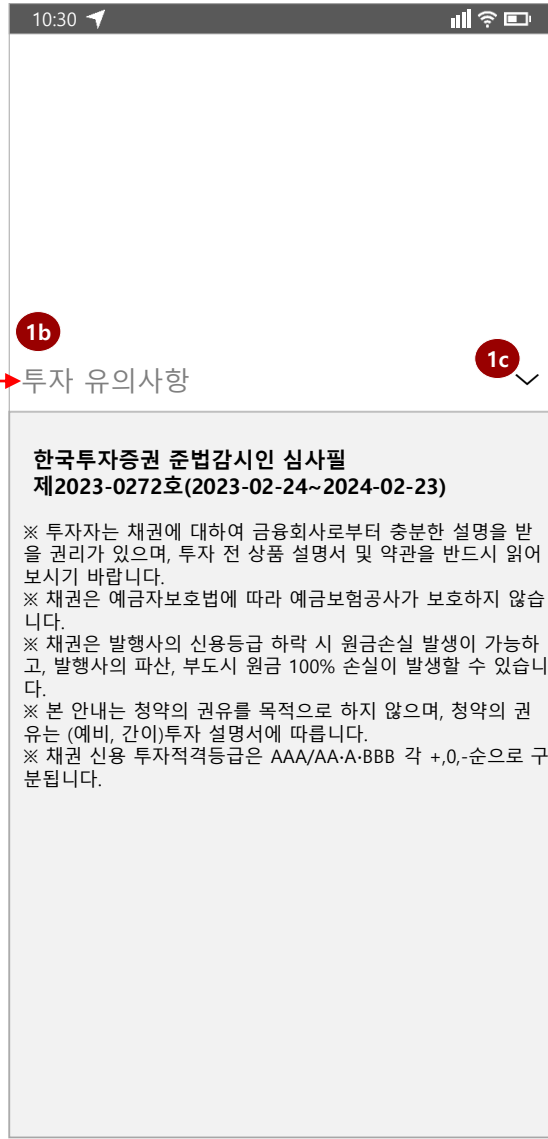 10:30
1b
1c
투자 유의사항
한국투자증권 준법감시인 심사필
제2023-0272호(2023-02-24~2024-02-23)
※ 투자자는 채권에 대하여 금융회사로부터 충분한 설명을 받
을 권리가 있으며, 투자 전 상품 설명서 및 약관을 반드시 읽어
보시기 바랍니다.
※ 채권은 예금자보호법에 따라 예금보험공사가 보호하지 않습
니다.
※ 채권은 발행사의 신용등급 하락 시 원금손실 발생이 가능하
고, 발행사의 파산, 부도시 원금 100% 손실이 발생할 수 있습니
다.
※ 본 안내는 청약의 권유를 목적으로 하지 않으며, 청약의 권
유는 (예비, 간이)투자 설명서에 따릅니다.
※ 채권 신용 투자적격등급은 AAA/AA·A·BBB 각 +,0,-순으로 구
분됩니다.